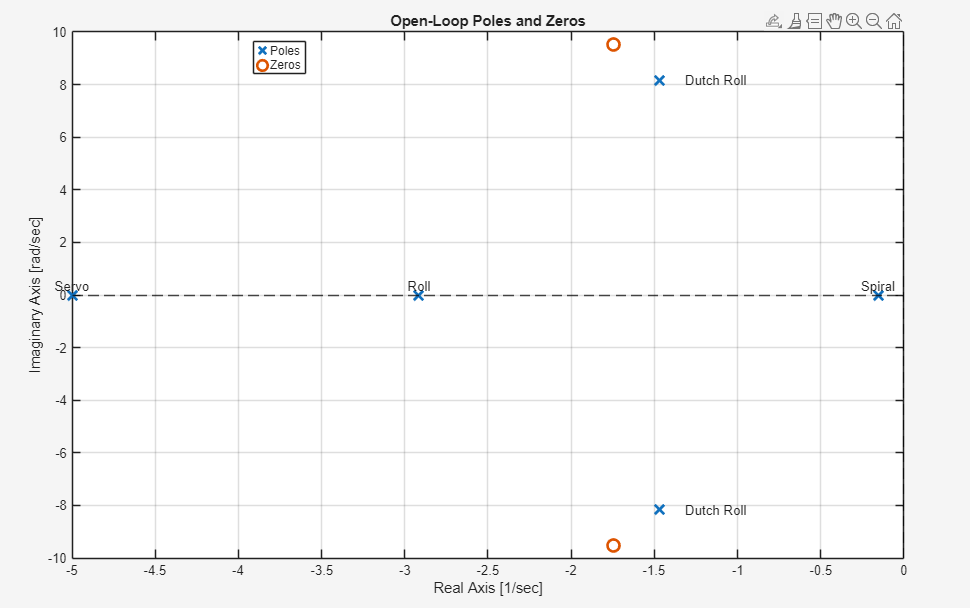 Open-Loop Poles and Zeros
Poles
Zeros
Imaginary Axis [rad/sec]
10
8
6
4
2
0
-2
-4
-6
-8
-10
Dutch Roll
Servo
Roll
Spiral
Dutch Roll
-5
-4.5
-4
-3.5
-3
-2.5
-2
-1.5
-1
-0.5
0
Real Axis [1/sec]